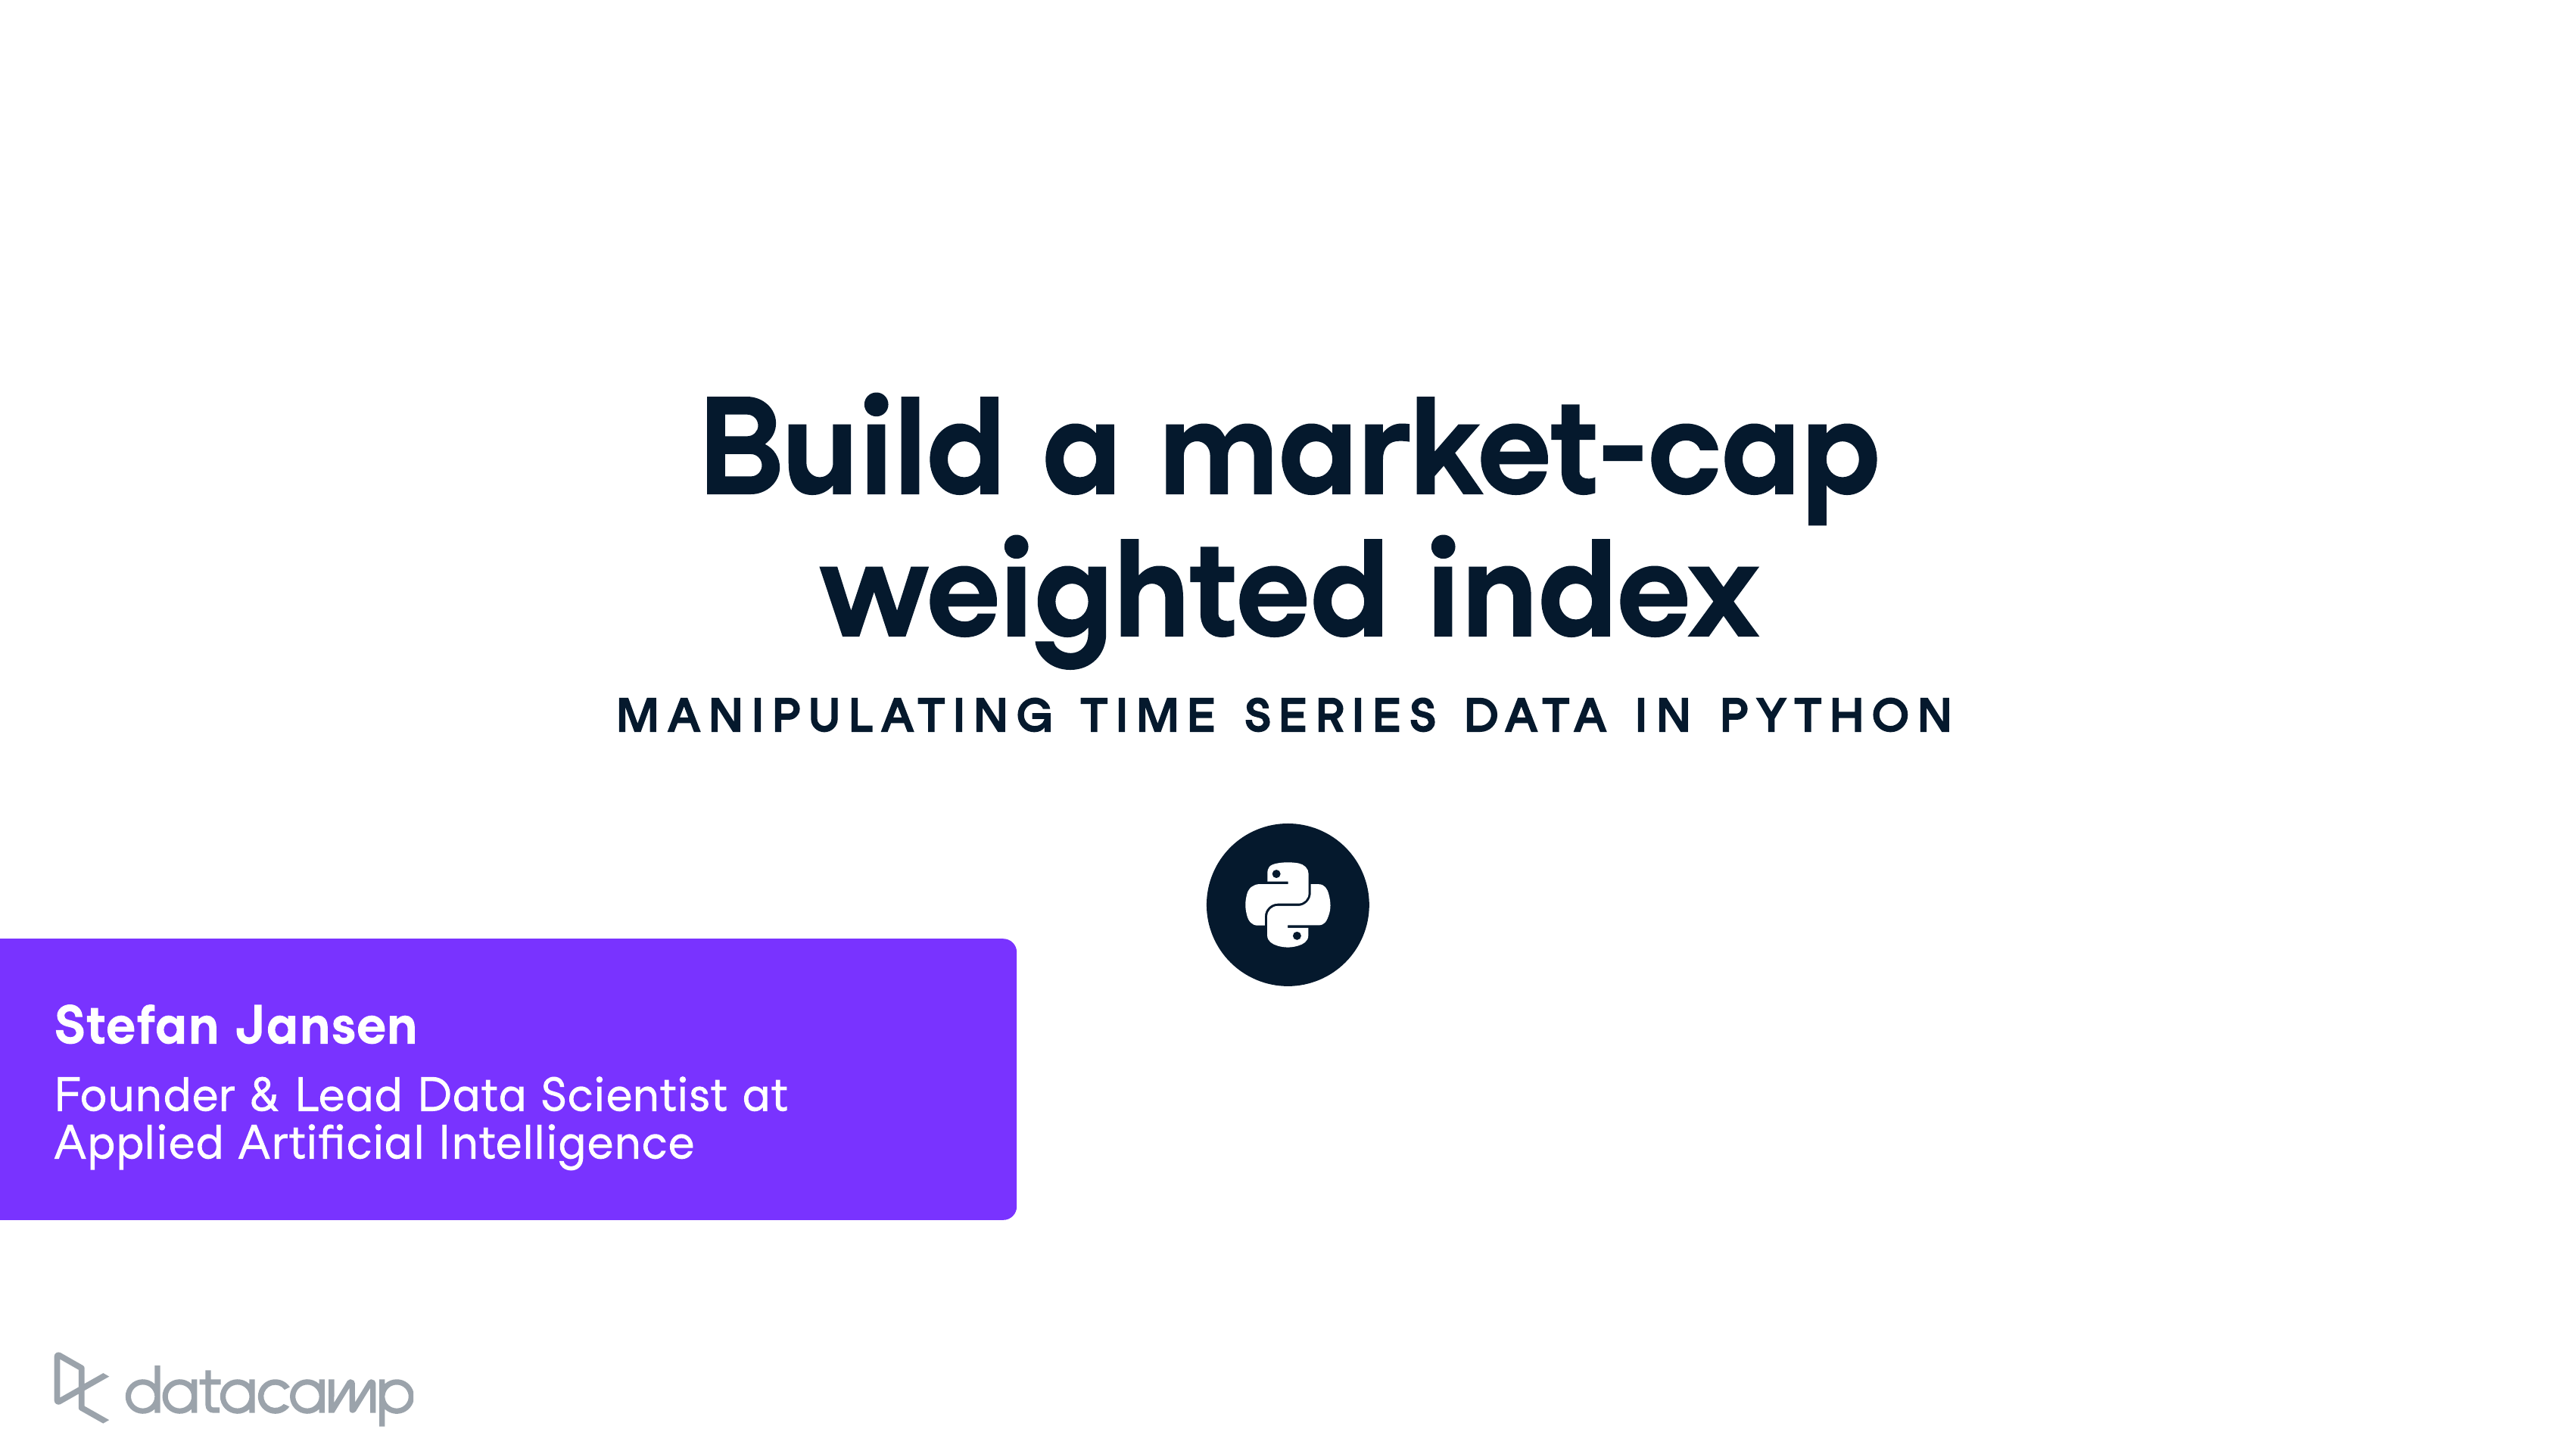 Build a market-cap
weighted index
MANIPULATING TIME SERIES DATA IN PYTHON
Stefan Jansen
Founder & Lead Data Scientist at
Applied Artificial Intelligence
datacamp